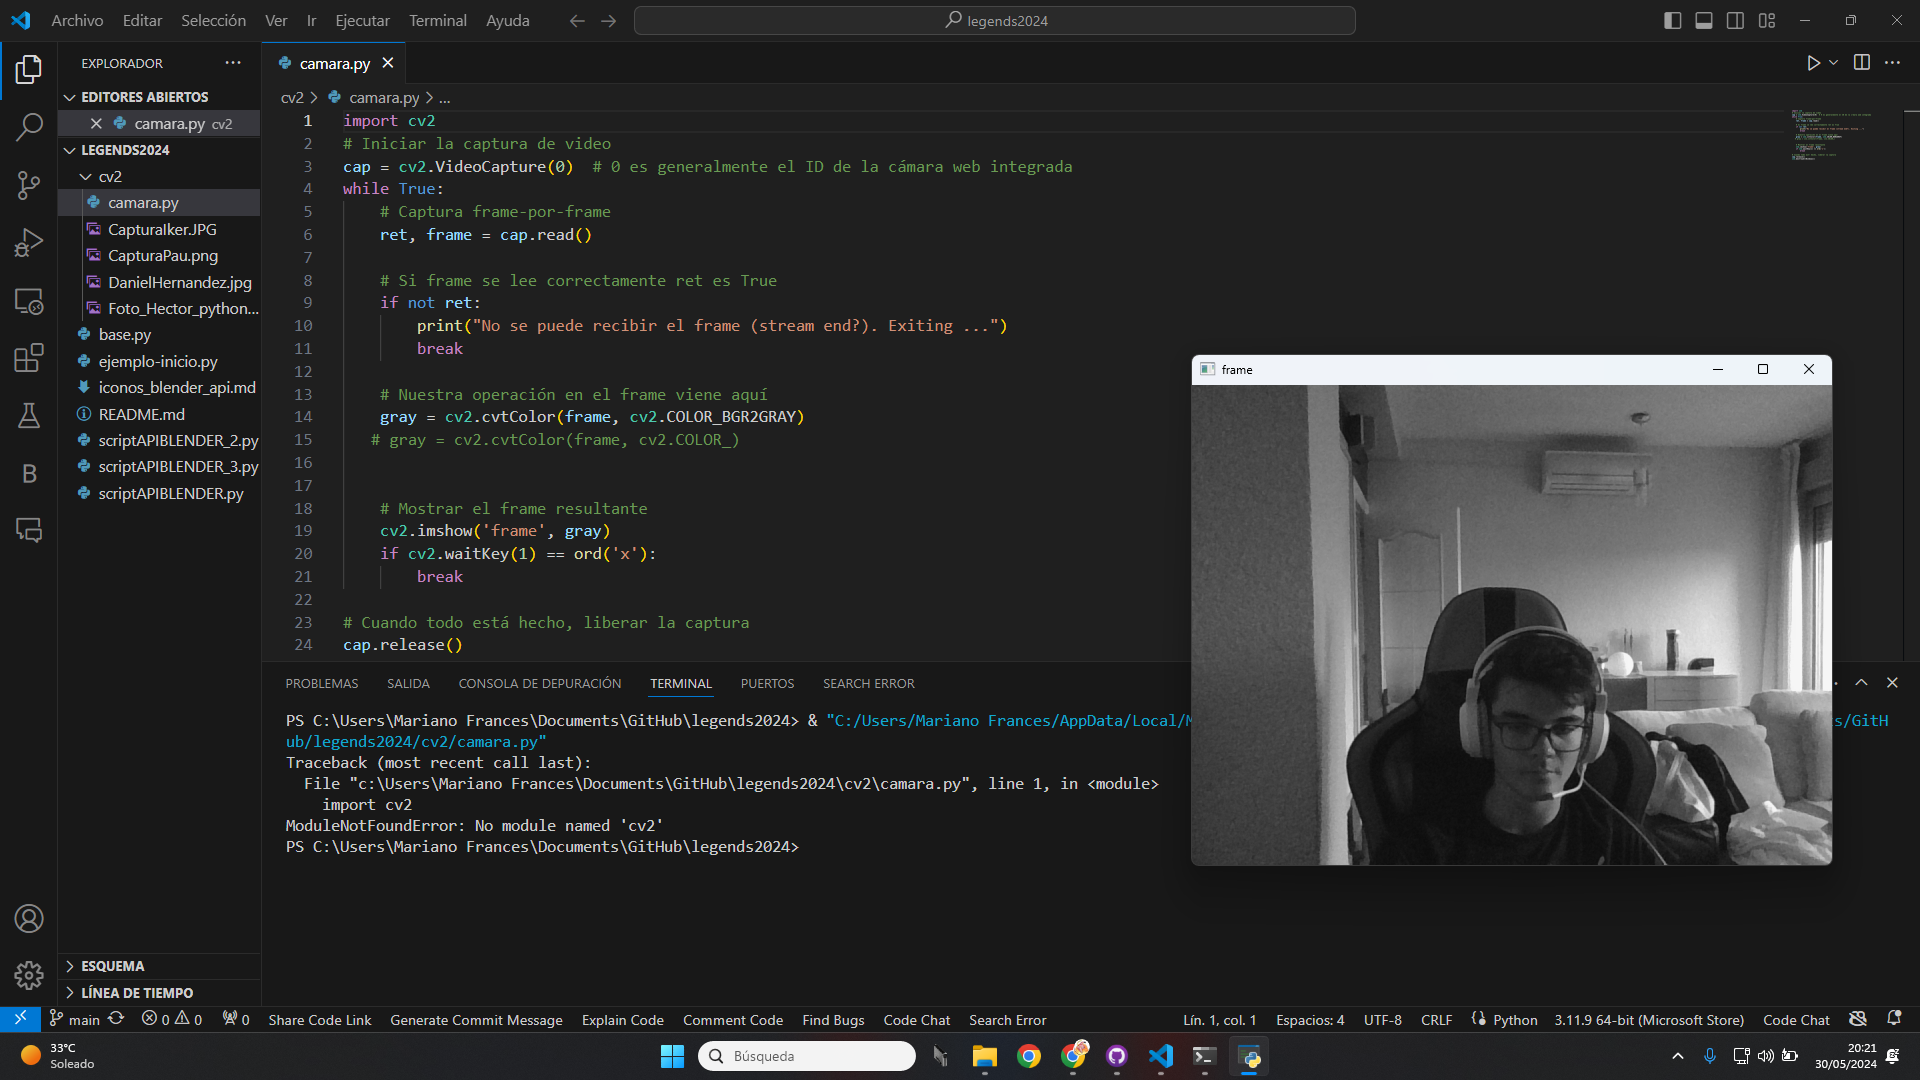 Archivo Editar Selección Ver Ir Ejecutar Terminal Ayuda
legends2024
EXPLORADOR
EDITORES ABIERTOS
camara.py cv2
LEGENDS2024
cv2
camara.py
CapturaIker.JPG
CapturaPau.png
DanielHernandez.jpg
Foto_Hector_python...
base.py
ejemplo-inicio.py
iconos_blender_api.md
README.md
scriptAPIBLENDER_2.py
scriptAPIBLENDER_3.py
scriptAPIBLENDER.py
ESQUEMA
LÍNEA DE TIEMPO
camara.py
cv2 > camara.py > ...
1 import cv2
2 # Iniciar la captura de video
3 cap = cv2.VideoCapture(0)  # 0 es generalmente el ID de la cámara web integrada
4 while True:
5     # Captura frame-por-frame
6     ret, frame = cap.read()
7
8     # Si frame se lee correctamente ret es True
9     if not ret:
10         print("No se puede recibir el frame (stream end?). Exiting ...")
11         break
12
13     # Nuestra operación en el frame viene aquí
14     gray = cv2.cvtColor(frame, cv2.COLOR_BGR2GRAY)
15    # gray = cv2.cvtColor(frame, cv2.COLOR_)
16
17
18     # Mostrar el frame resultante
19     cv2.imshow('frame', gray)
20     if cv2.waitKey(1) == ord('x'):
21         break
22
23 # Cuando todo está hecho, liberar la captura
24 cap.release()
frame
PROBLEMAS SALIDA CONSOLA DE DEPURACIÓN TERMINAL PUERTOS SEARCH ERROR
PS C:\Users\Mariano Frances\Documents\GitHub\legends2024> & "C:/Users/Mariano Frances/AppData/Local/M s/GitH
ub/legends2024/cv2/camara.py"
Traceback (most recent call last):
  File "c:\Users\Mariano Frances\Documents\GitHub\legends2024\cv2\camara.py", line 1, in <module>
    import cv2
ModuleNotFoundError: No module named 'cv2'
PS C:\Users\Mariano Frances\Documents\GitHub\legends2024>
main 0 0 0 Share Code Link Generate Commit Message Explain Code Comment Code Find Bugs Code Chat Search Error Lín. 1, col. 1 Espacios: 4 UTF-8 CRLF Python 3.11.9 64-bit (Microsoft Store) Code Chat
33°C
Soleado
Búsqueda
20:21
30/05/2024